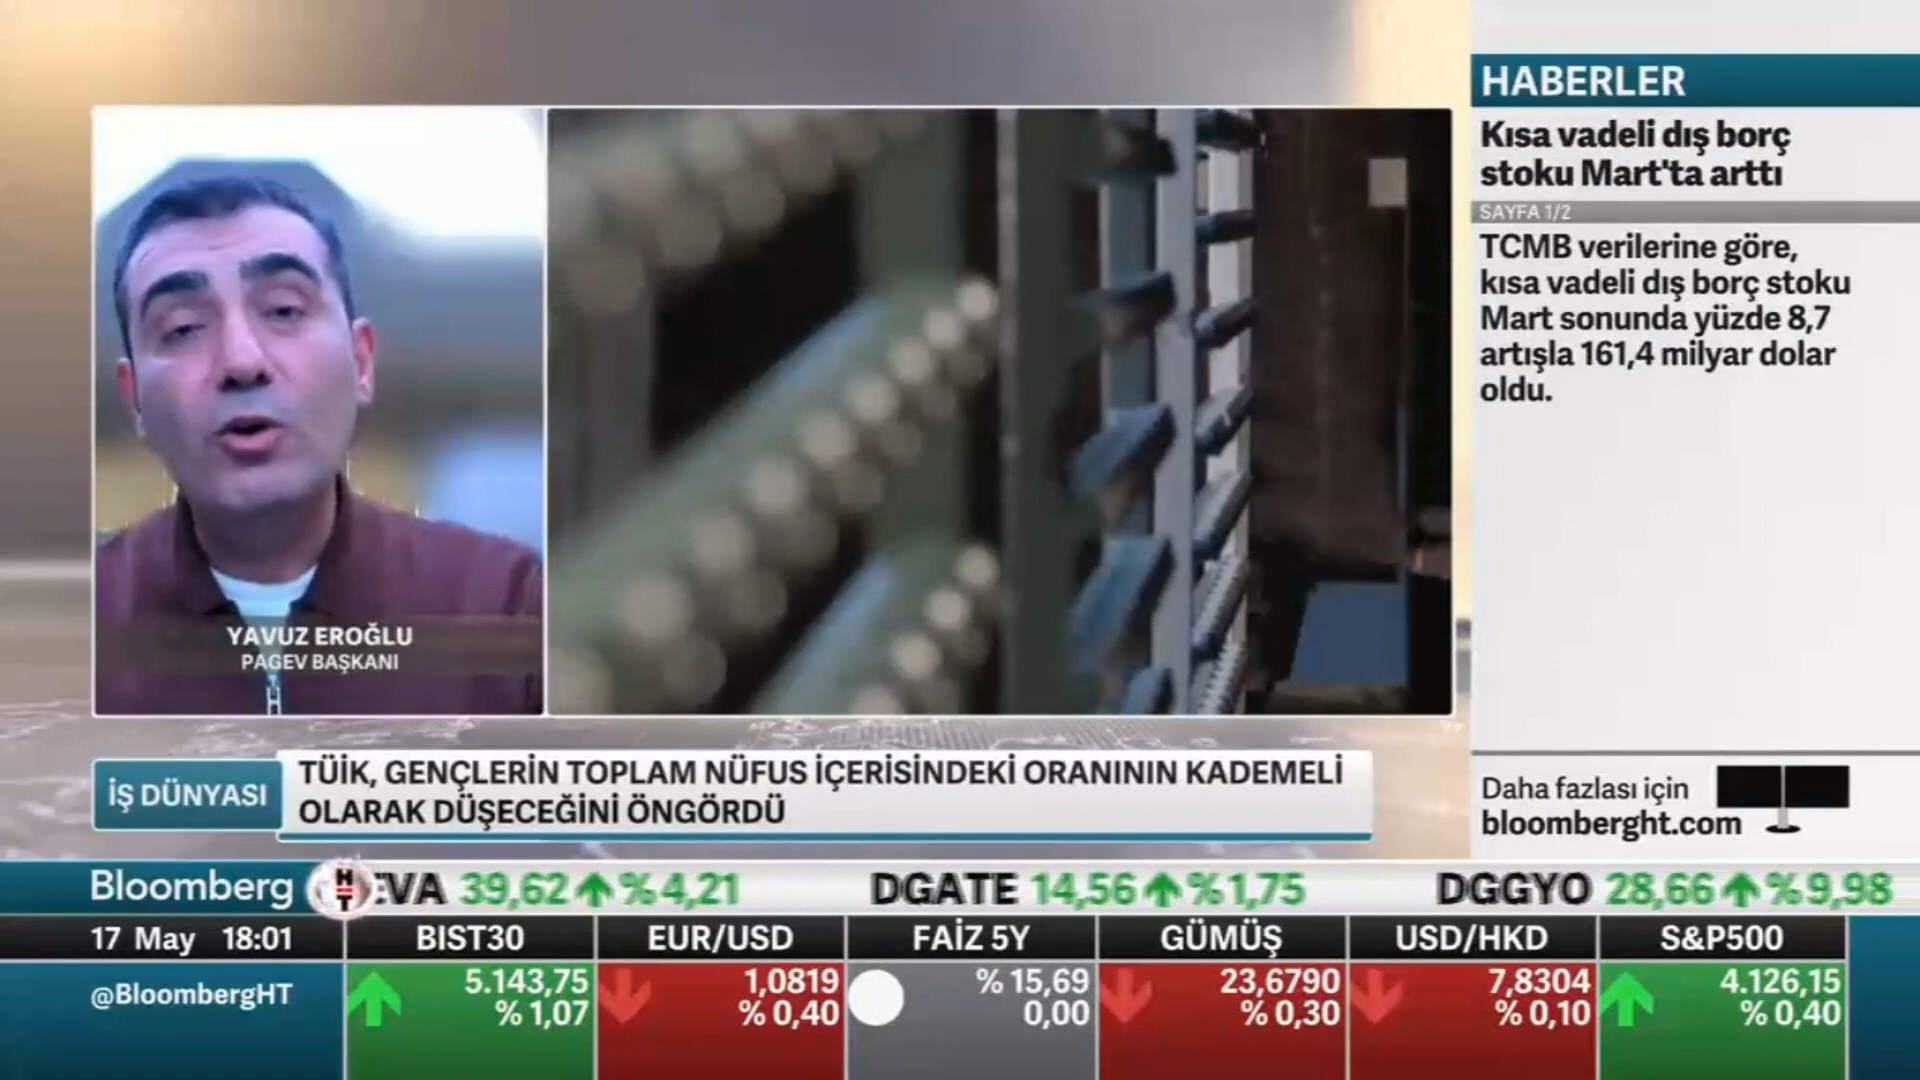 HABERLER
Kısa vadeli dış borç
stoku Mart'ta arttı
SAYFA 1/2
TCMB verilerine göre,
kısa vadeli dış borç stoku
Mart sonunda yüzde 8,7
artışla 161,4 milyar dolar
oldu.
YAVUZ EROĞLU
PAGEV BAŞKANI
İŞ DÜNYASI
TÜİK, GENÇLERİN TOPLAM NÜFUS İÇERİSİNDEKİ ORANININ KADEMELİ
OLARAK DÜŞECEĞİNİ ÖNGÖRDÜ
Daha fazlası için
bloomberght.com
Bloomberg HT
39,62 %4,21 DGATE 14,56 %1,75 DGGYO 28,66 %9,98
17 May 18:01 BIST30 EUR/USD FAİZ 5Y GÜMÜŞ USD/HKD S&P500
@BloombergHT
5.143,75 1,0819 %15,69 23,6790 7,8304 4.126,15
%1,07 %0,40 0,00 %0,30 %0,10 %0,40